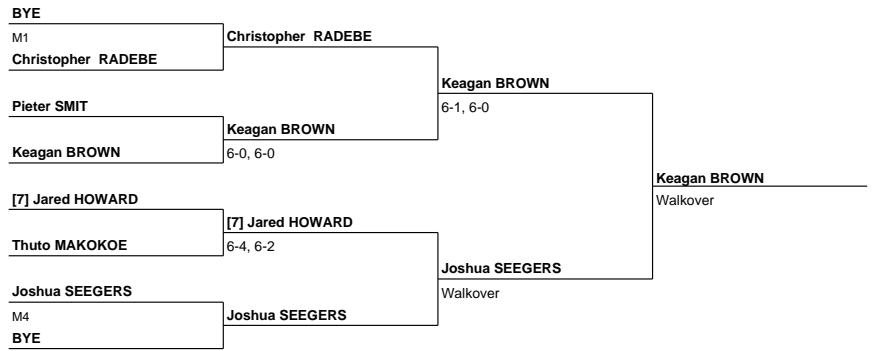 BYE
M1
Christopher RADEBE
Christopher RADEBE
Keagan BROWN
6-1, 6-0
Pieter SMIT
Keagan BROWN
Keagan BROWN
6-0, 6-0
Keagan BROWN
Walkover
[7] Jared HOWARD
[7] Jared HOWARD
Thuto MAKOKOE
6-4, 6-2
Joshua SEEGERS
Walkover
Joshua SEEGERS
M4
Joshua SEEGERS
BYE